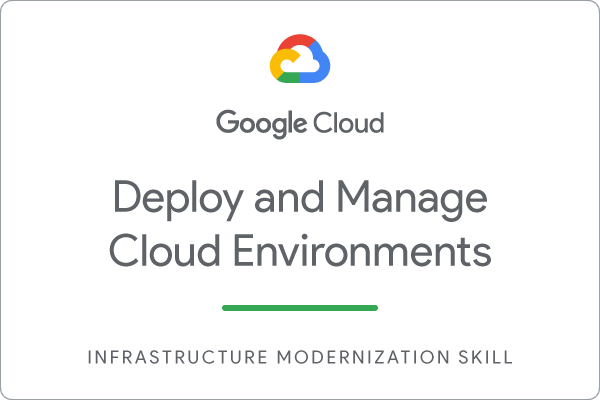 Google Cloud
Deploy and Manage
Cloud Environments
INFRASTRUCTURE MODERNIZATION SKILL